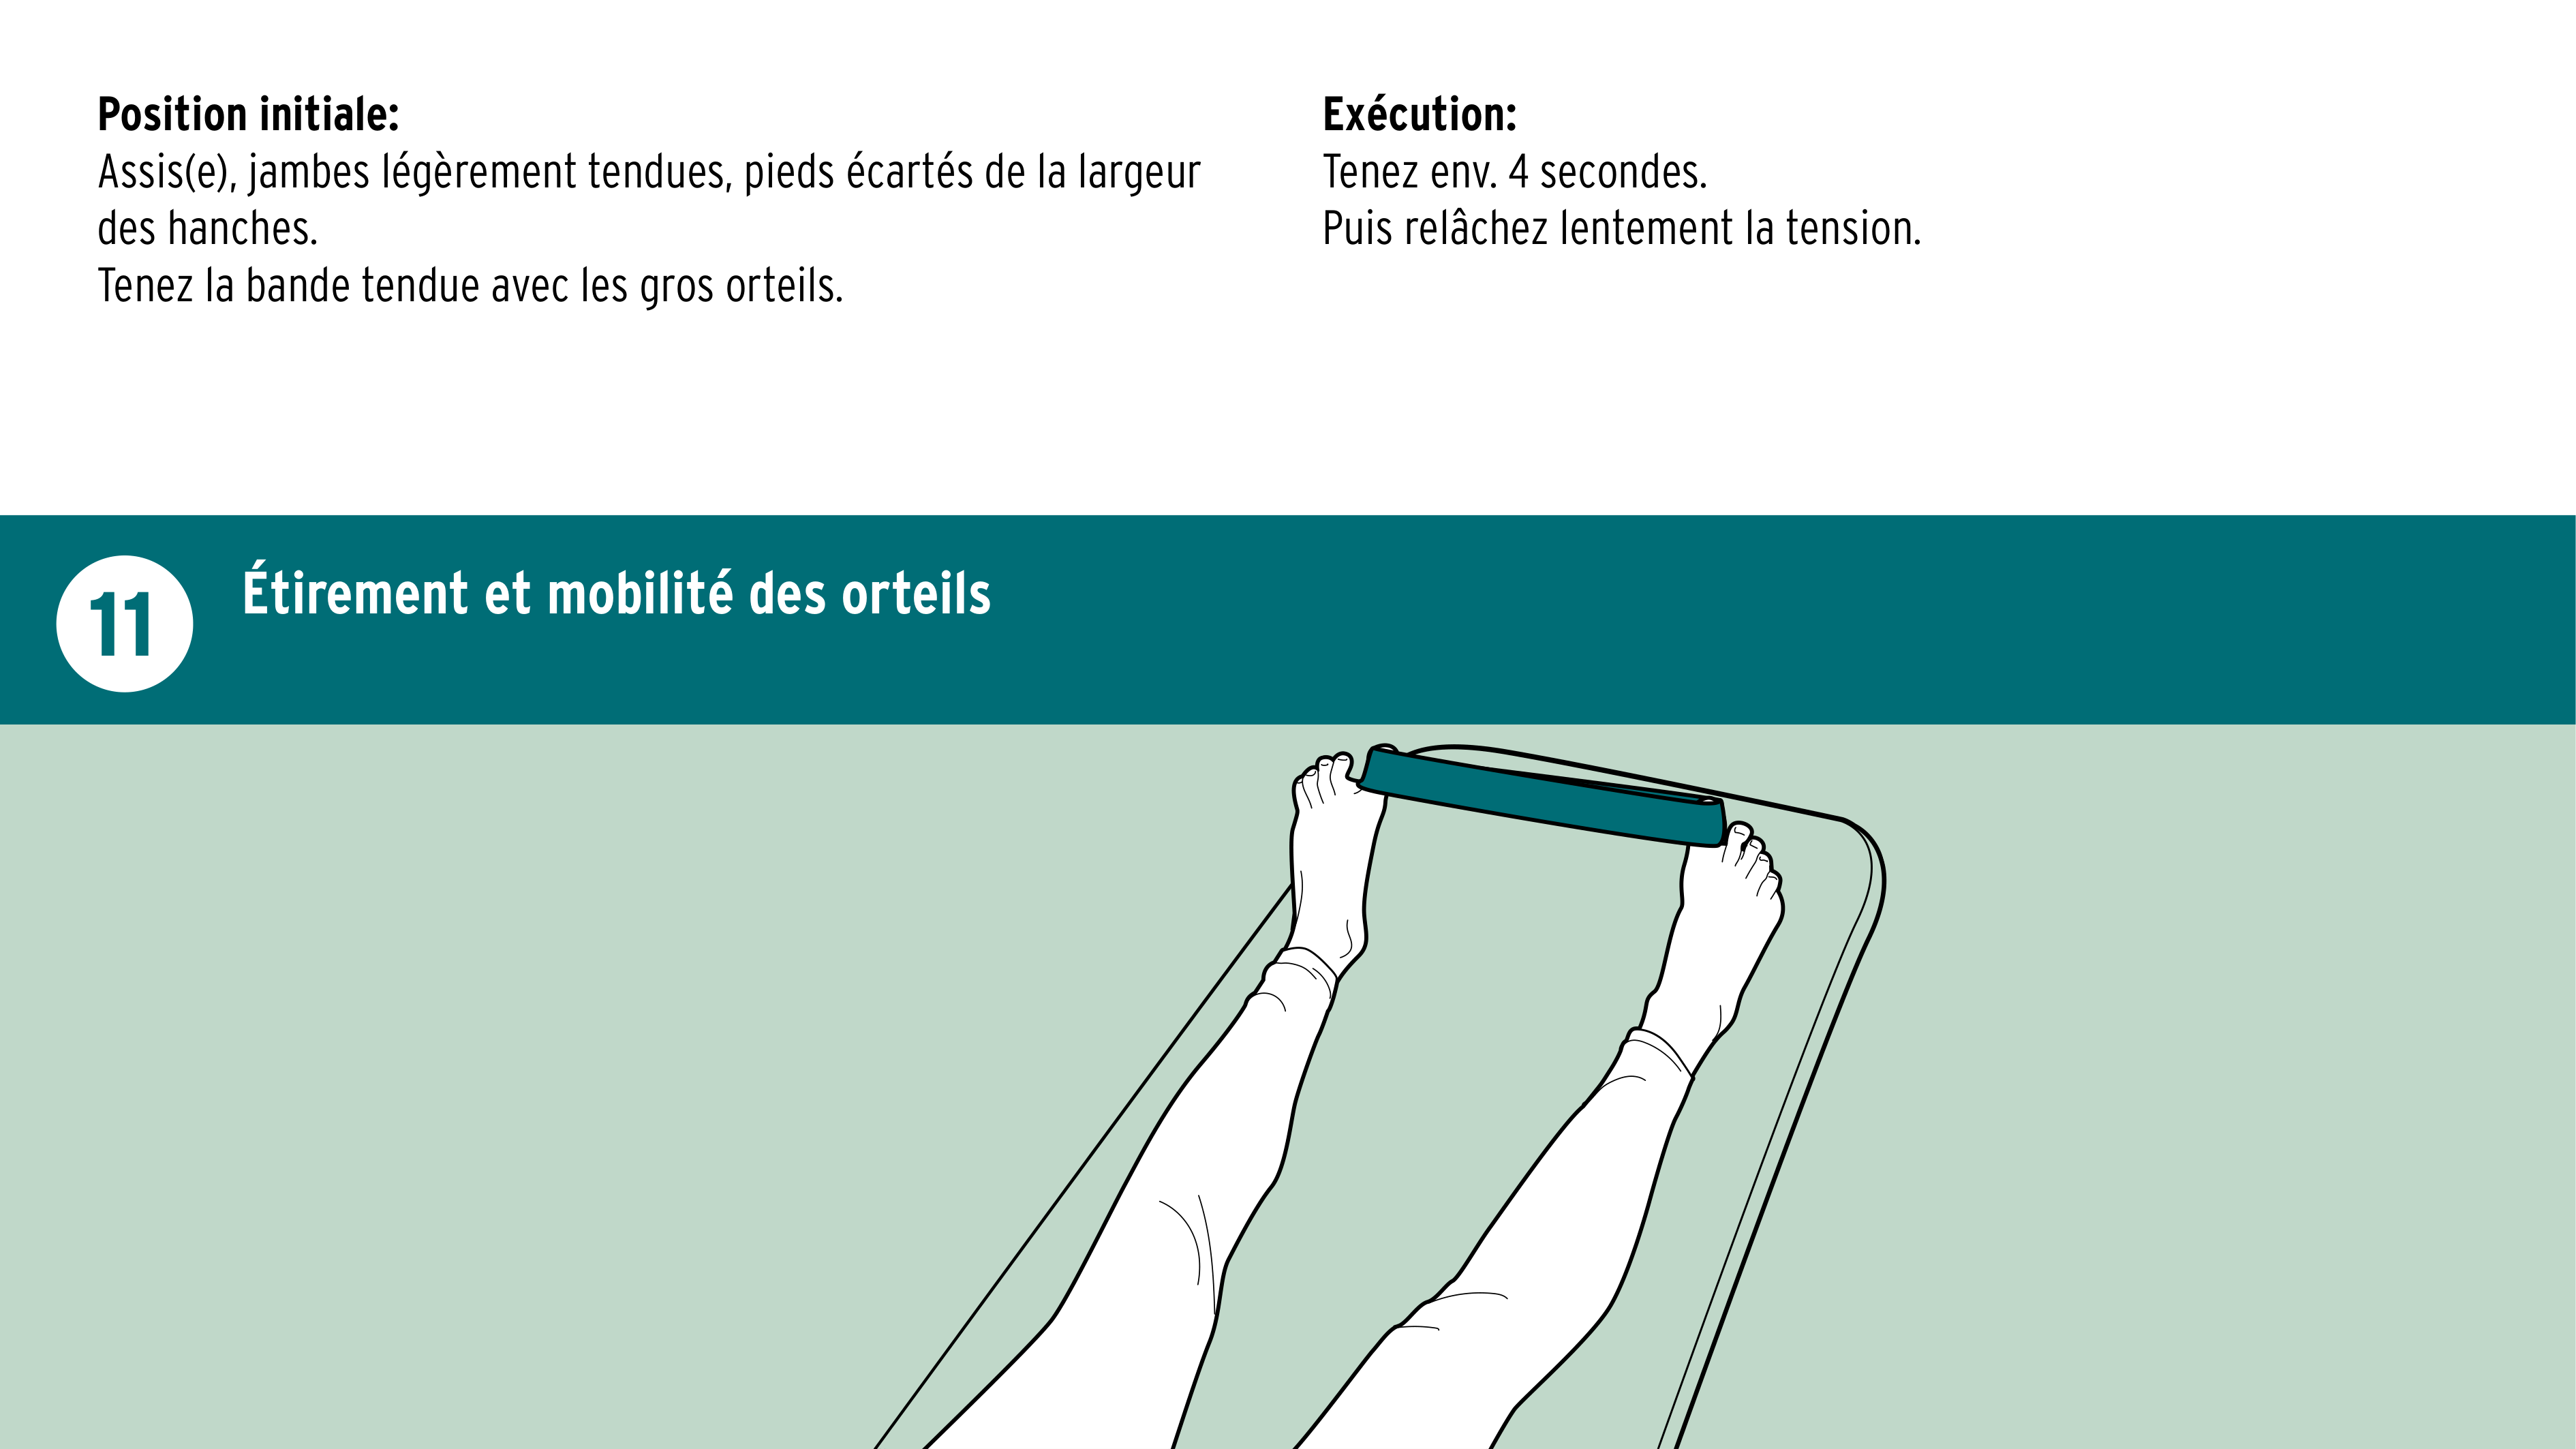 Position initiale:
Assis(e), jambes légèrement tendues, pieds écartés de la largeur
des hanches.
Tenez la bande tendue avec les gros orteils.
Exécution:
Tenez env. 4 secondes.
Puis relâchez lentement la tension.
11
Étirement et mobilité des orteils